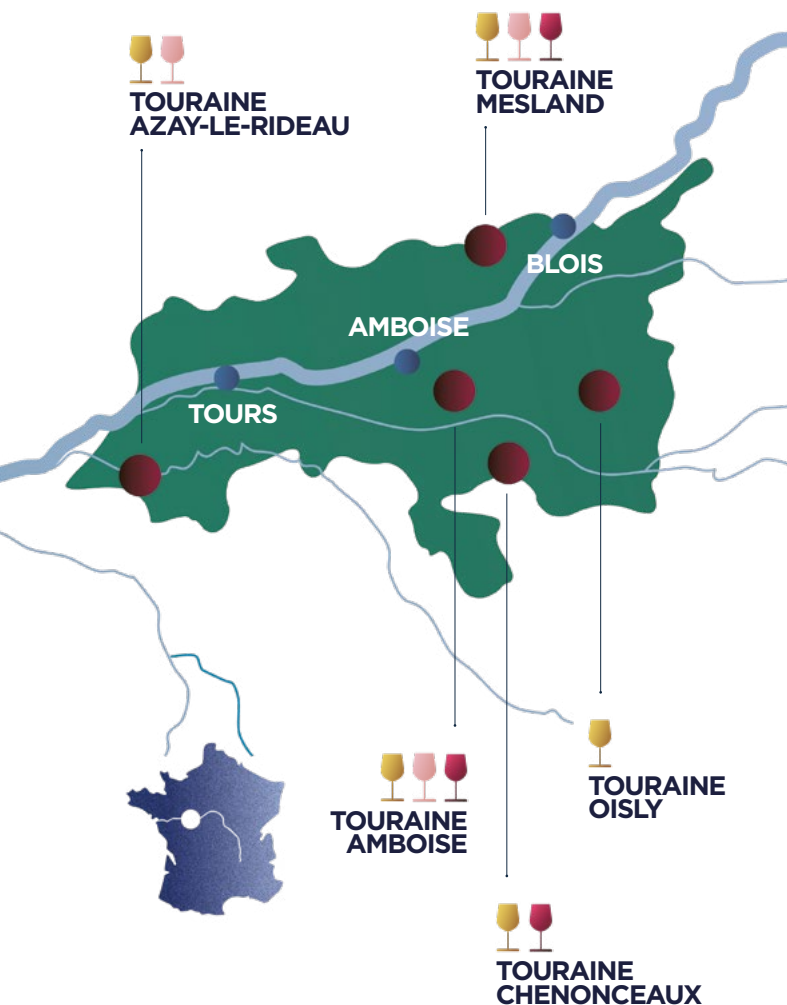 TOURAINE
AZAY-LE-RIDEAU
TOURAINE
MESLAND
BLOIS
AMBOISE
TOURS
TOURAINE
OISLY
TOURAINE
AMBOISE
TOURAINE
CHENONCEAUX